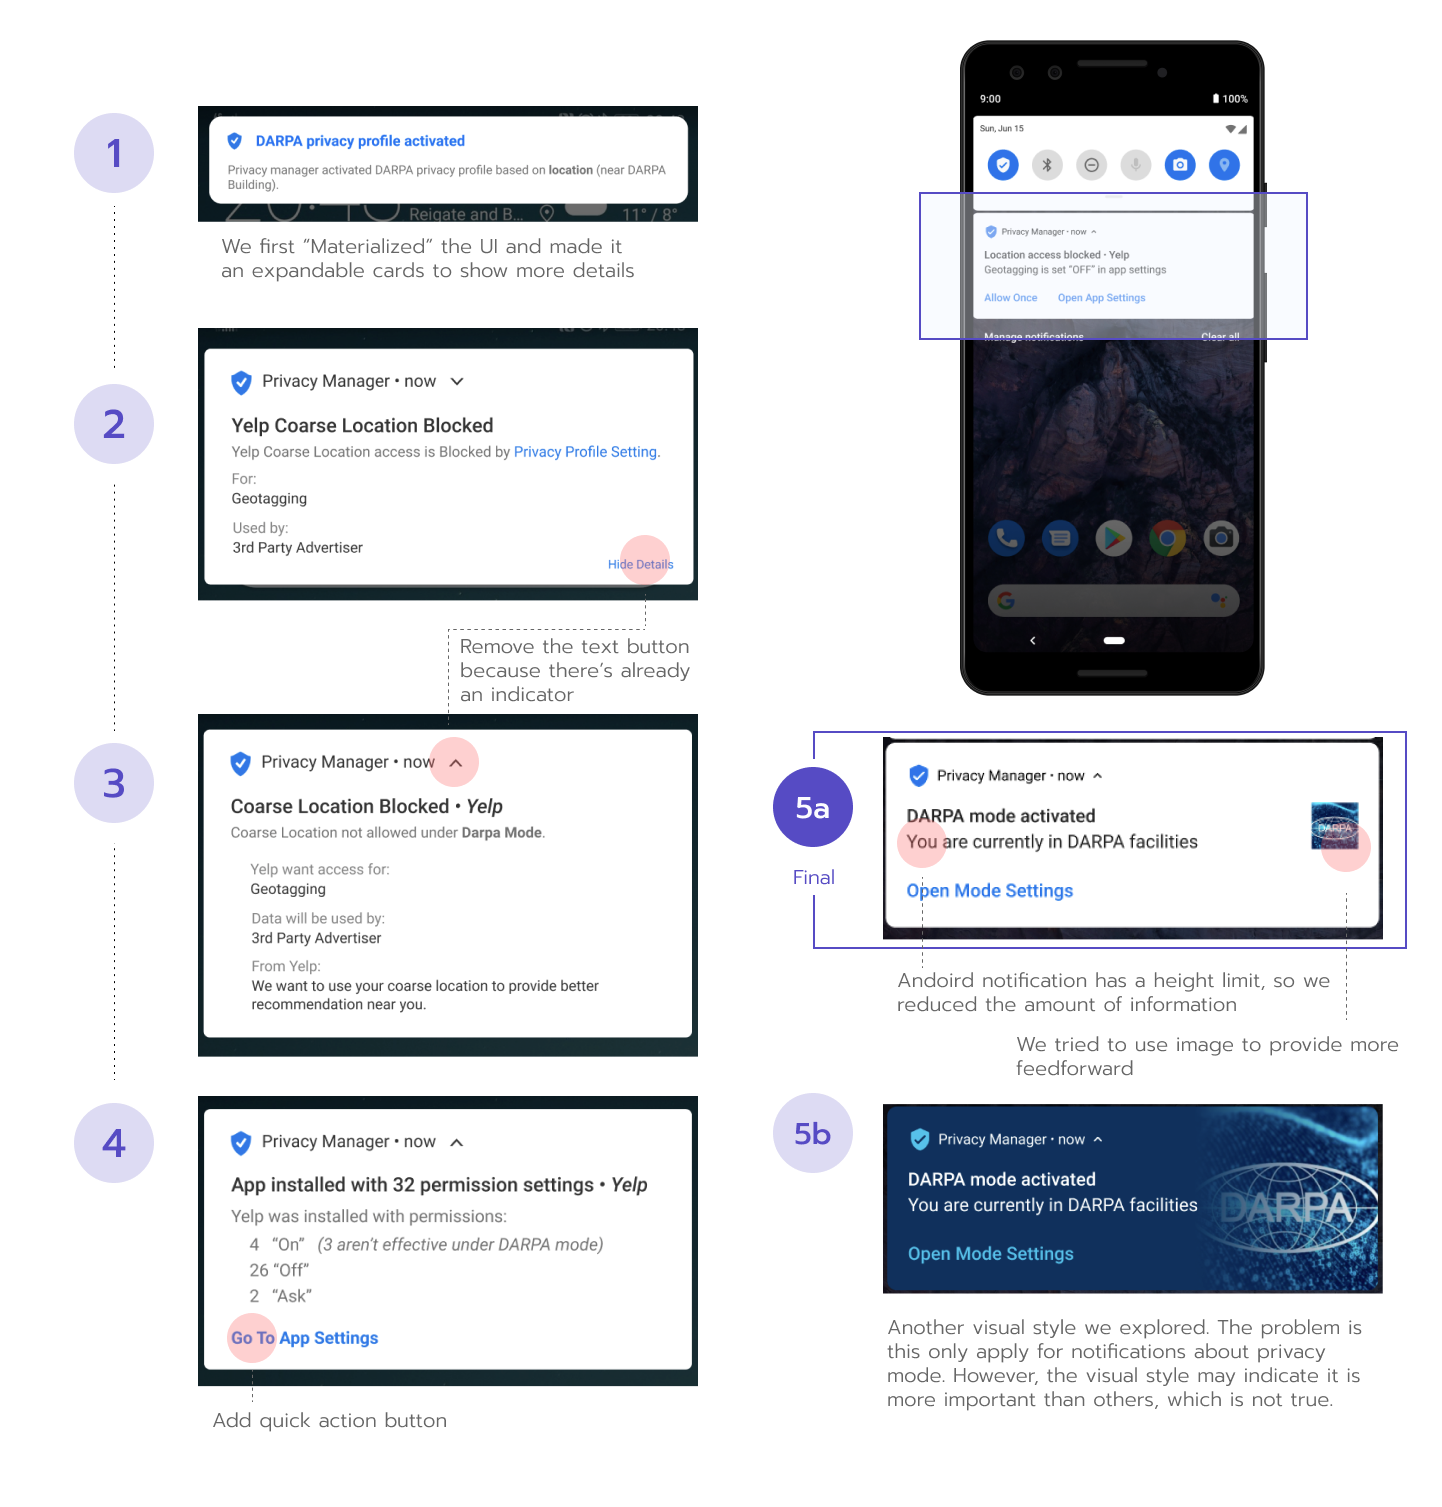 1
DARPA privacy profile activated
Privacy manager activated DARPA privacy profile based on location (near DARPA
Building).
Reigate and B...
11° / 8°
We first “Materialized” the UI and made it
an expandable cards to show more details
2
Privacy Manager • now
Yelp Coarse Location Blocked
Yelp Coarse Location access is Blocked by Privacy Profile Setting.
For:
Geotagging
Used by:
3rd Party Advertiser
Hide Details
Remove the text button
because there’s already
an indicator
3
Privacy Manager • now
Coarse Location Blocked • Yelp
Coarse Location not allowed under Darpa Mode.
Yelp want access for:
Geotagging
Data will be used by:
3rd Party Advertiser
From Yelp:
We want to use your coarse location to provide better
recommendation near you.
4
Privacy Manager • now
App installed with 32 permission settings • Yelp
Yelp was installed with permissions:
4 “On” (3 aren’t effective under DARPA mode)
26 “Off”
2 “Ask”
Go To App Settings
Add quick action button
9:00
100%
Sun, Jun 15
Privacy Manager · now
Location access blocked · Yelp
Geotagging is set “OFF” in app settings
Allow Once Open App Settings
Manage notifications Clear all
5a
Final
Privacy Manager · now
DARPA mode activated
You are currently in DARPA facilities
DARPA
Open Mode Settings
Andoird notification has a height limit, so we
reduced the amount of information
We tried to use image to provide more
feedforward
5b
Privacy Manager · now
DARPA mode activated
You are currently in DARPA facilities
DARPA
Open Mode Settings
Another visual style we explored. The problem is
this only apply for notifications about privacy
mode. However, the visual style may indicate it is
more important than others, which is not true.